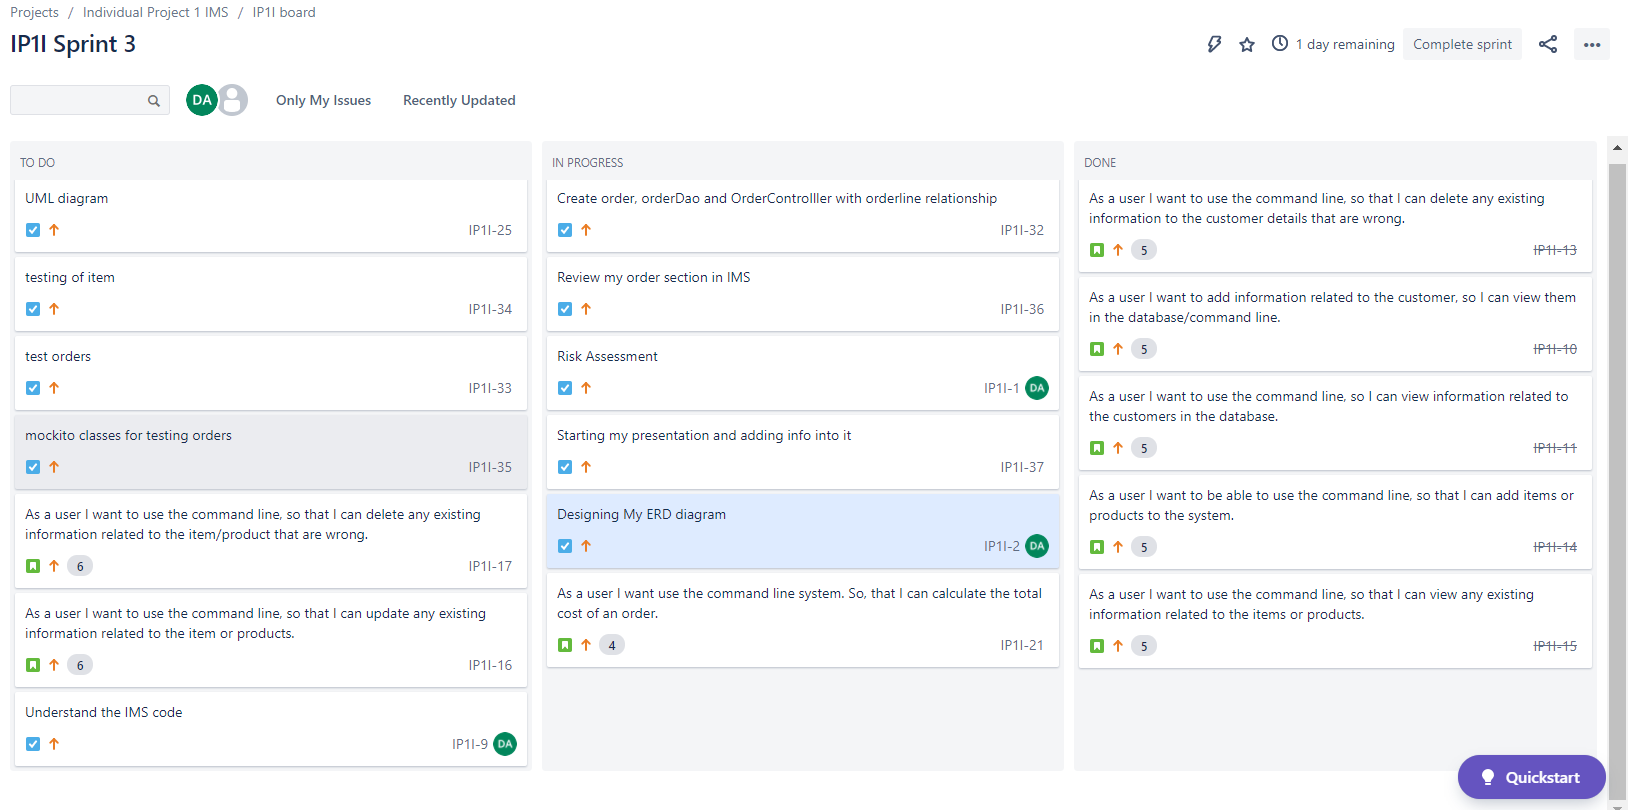 Projects / Individual Project 1 IMS / IP1I board
IP1I Sprint 3
1 day remaining
Complete sprint
DA
Only My Issues
Recently Updated
TO DO
UML diagram
IP1I-25
testing of item
IP1I-34
test orders
IP1I-33
mockito classes for testing orders
IP1I-35
As a user I want to use the command line, so that I can delete any existing
information related to the item/product that are wrong.
6
IP1I-17
As a user I want to use the command line, so that I can update any existing
information related to the item or products.
6
IP1I-16
Understand the IMS code
IP1I-9 DA
IN PROGRESS
Create order, orderDao and OrderControlller with orderline relationship
IP1I-32
Review my order section in IMS
IP1I-36
Risk Assessment
IP1I-1 DA
Starting my presentation and adding info into it
IP1I-37
Designing My ERD diagram
IP1I-2 DA
As a user I want use the command line system. So, that I can calculate the total
cost of an order.
4
IP1I-21
DONE
As a user I want to use the command line, so that I can delete any existing
information to the customer details that are wrong.
5
IP1I-13
As a user I want to add information related to the customer, so I can view them
in the database/command line.
5
IP1I-10
As a user I want to use the command line, so I can view information related to
the customers in the database.
5
IP1I-11
As a user I want to be able to use the command line, so that I can add items or
products to the system.
5
IP1I-14
As a user I want to use the command line, so that I can view any existing
information related to the items or products.
5
IP1I-15
Quickstart